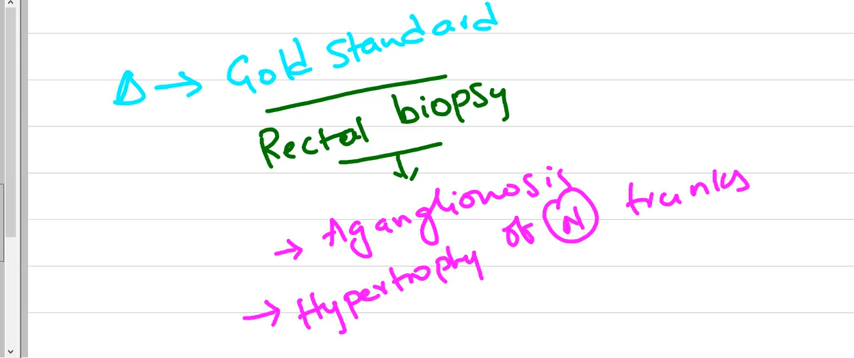 Δ → Gold Standard
Rectal biopsy
→ Aganglionosis
→ Hypertrophy of N trunks